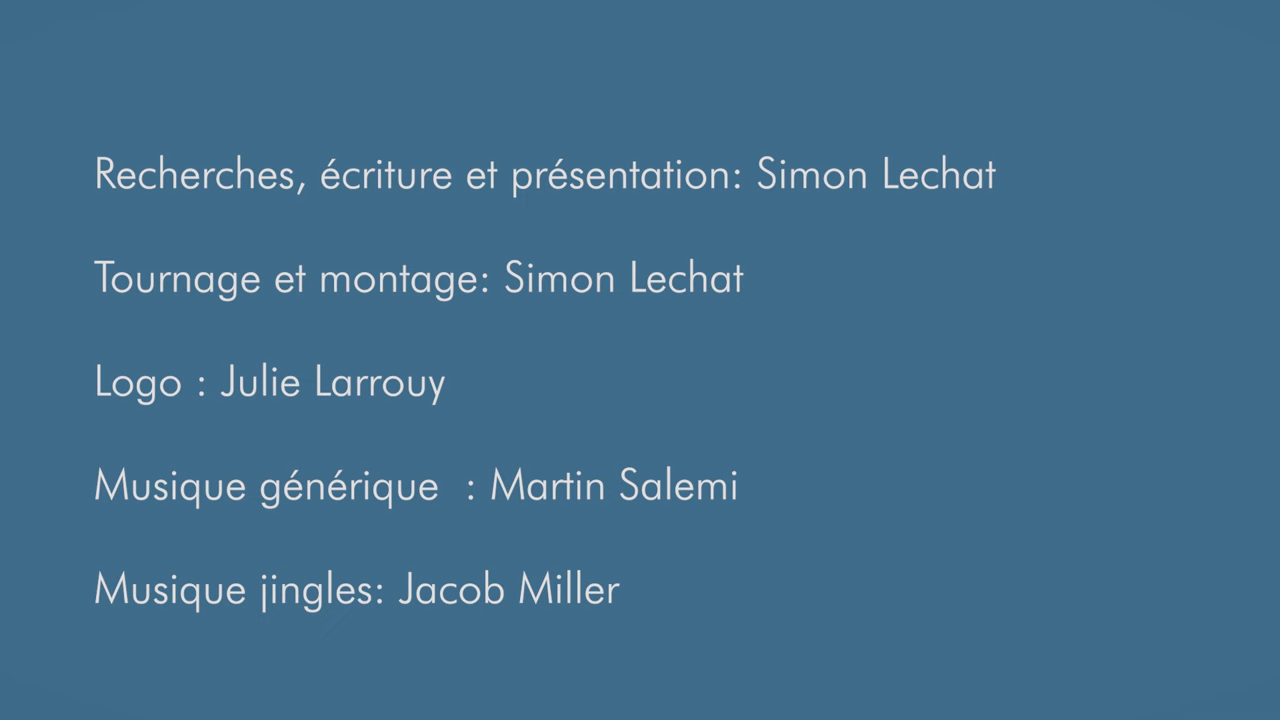 Recherches, écriture et présentation: Simon Lechat
Tournage et montage: Simon Lechat
Logo : Julie Larrouy
Musique générique  : Martin Salemi
Musique jingles: Jacob Miller